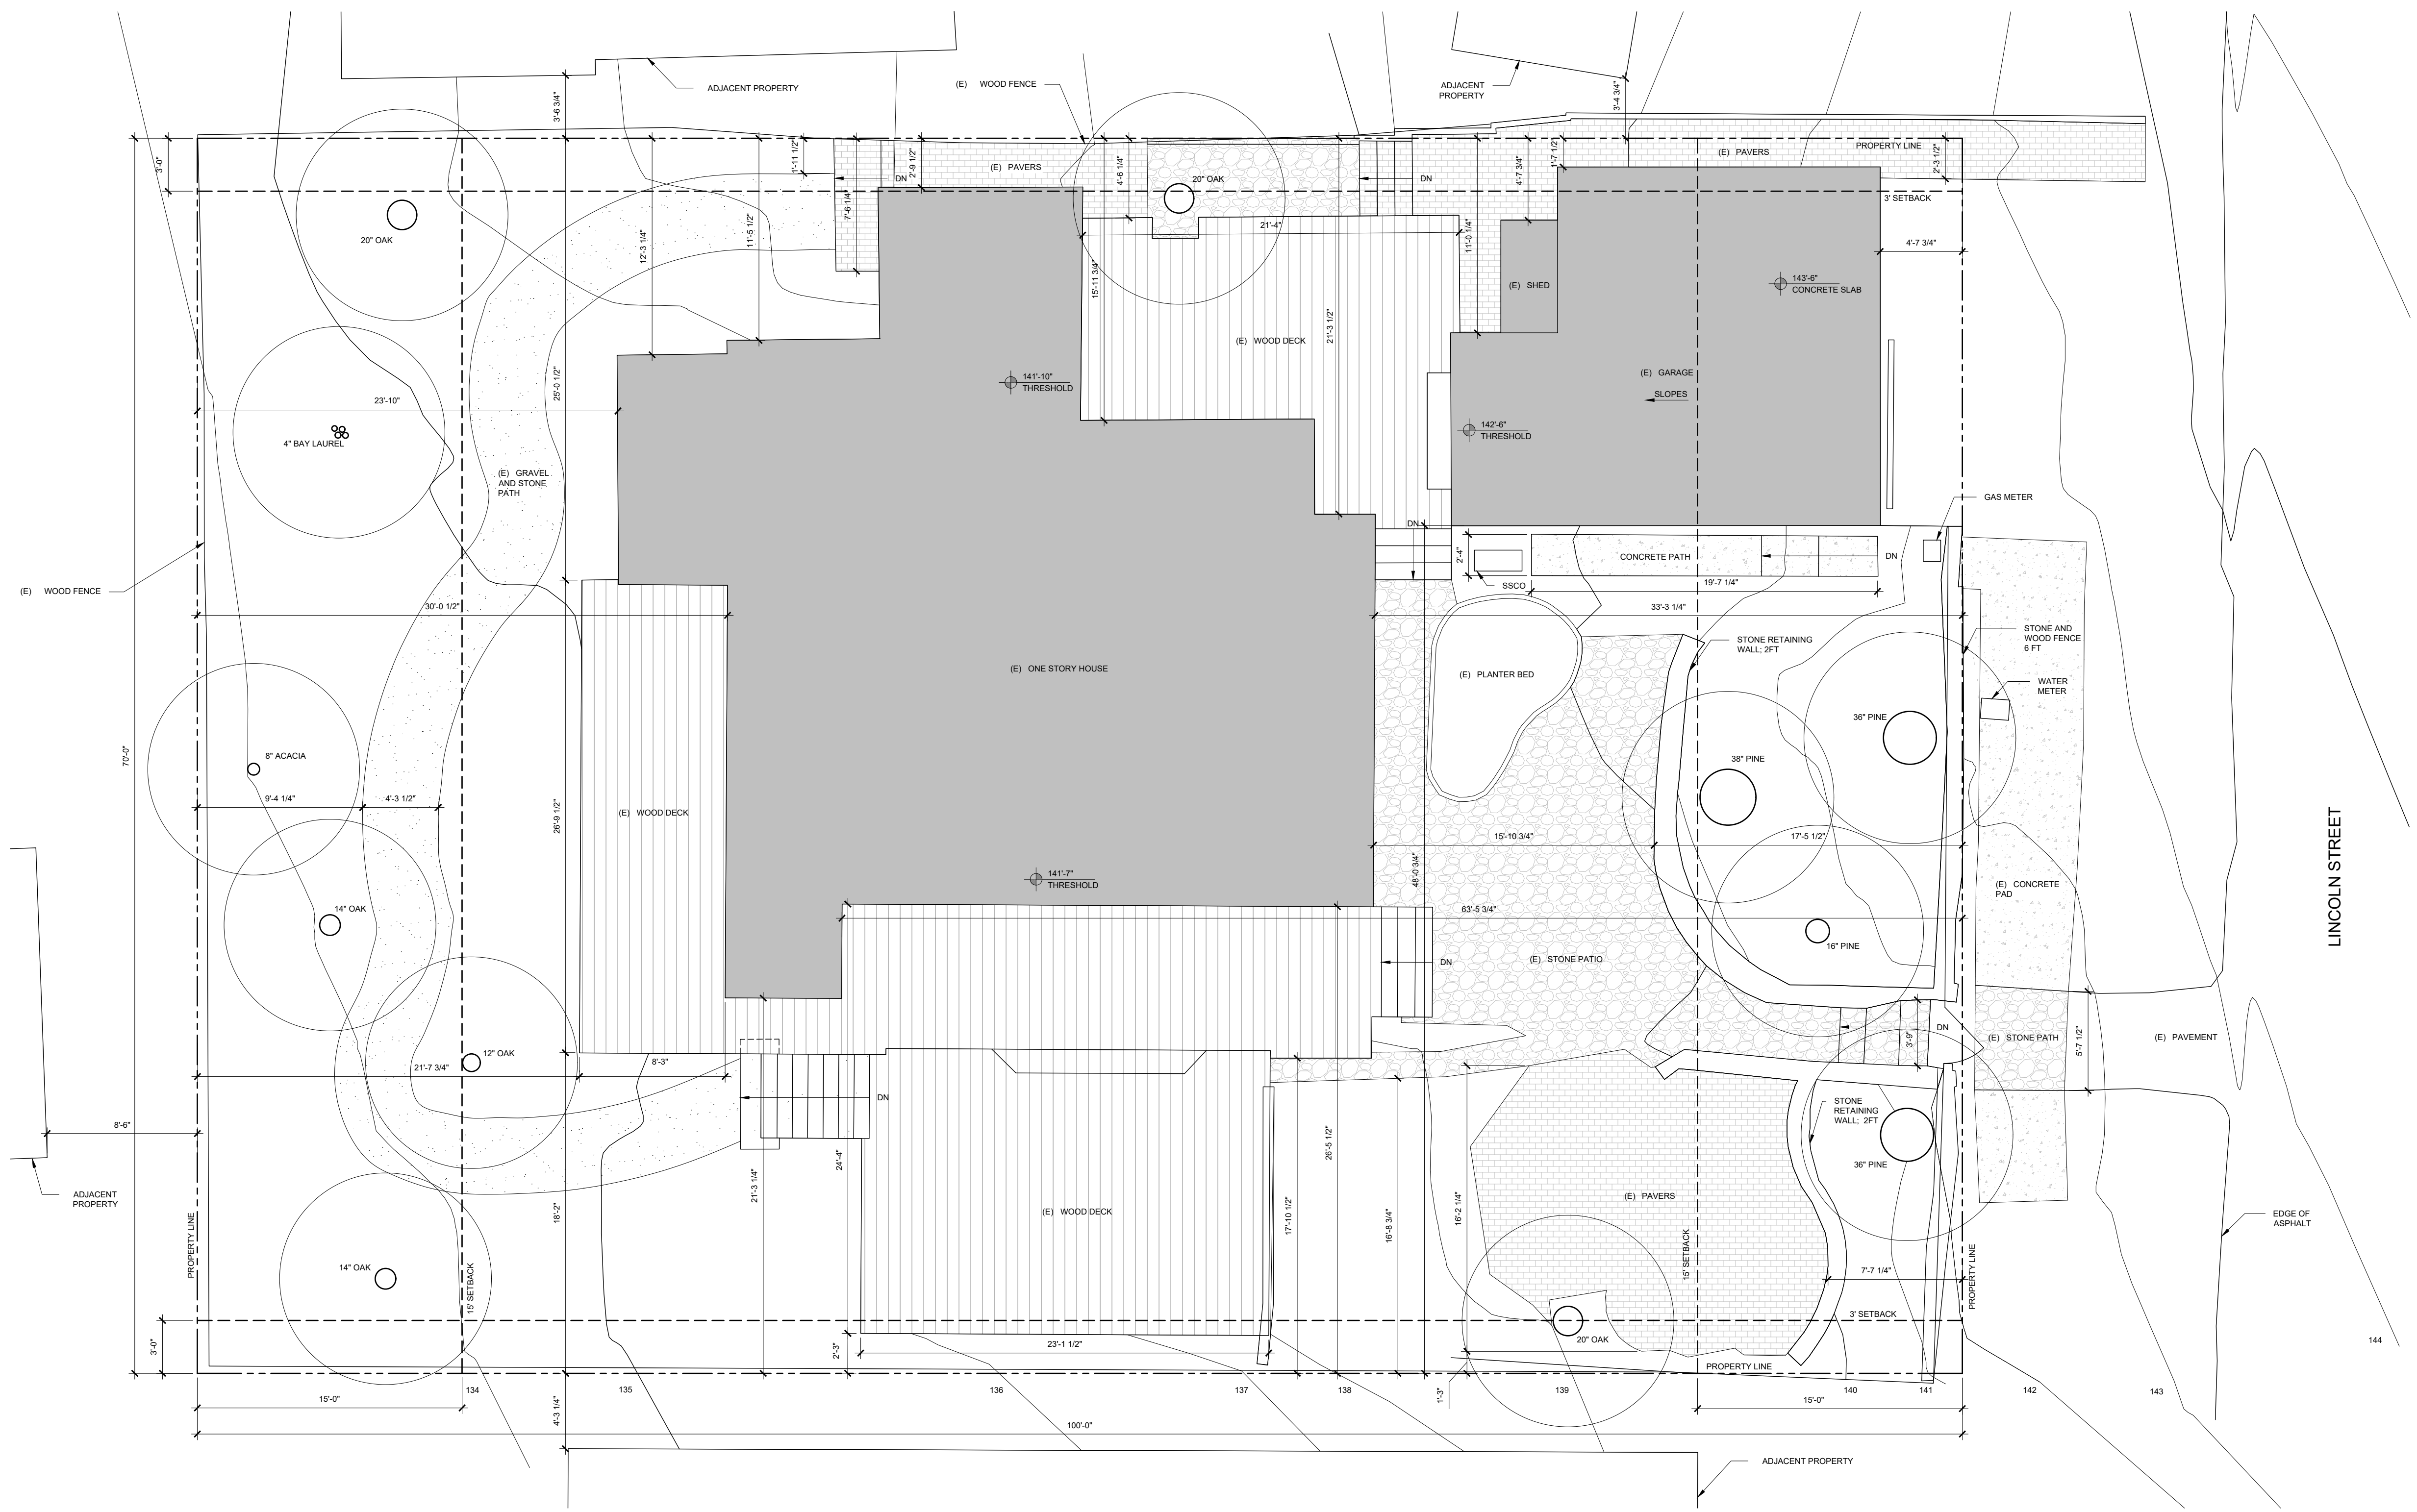 ADJACENT PROPERTY
(E) WOOD FENCE
ADJACENT
PROPERTY
3'-6 3/4"
3'-4 3/4"
3'-0"
1'-11 1/2"
2'-9 1/2"
(E) PAVERS
4'-6 1/4"
20" OAK
DN
DN
4'-7 3/4"
1'-7 1/2"
(E) PAVERS
PROPERTY LINE
2'-3 1/2"
3' SETBACK
7'-6 1/4"
20" OAK
12'-3 1/4"
11'-5 1/2"
21'-4"
11'-0 1/4"
4'-7 3/4"
15'-11 3/4"
(E) SHED
143'-6"
CONCRETE SLAB
21'-3 1/2"
(E) WOOD DECK
141'-10"
THRESHOLD
25'-0 1/2"
(E) GARAGE
SLOPES
23'-10"
142'-6"
THRESHOLD
4" BAY LAUREL
(E) GRAVEL
AND STONE
PATH
GAS METER
DN
2'-4"
CONCRETE PATH
DN
SSCO
19'-7 1/4"
(E) WOOD FENCE
30'-0 1/2"
33'-3 1/4"
STONE RETAINING
WALL; 2FT
STONE AND
WOOD FENCE
6 FT
(E) ONE STORY HOUSE
(E) PLANTER BED
WATER
METER
36" PINE
70'-0"
8" ACACIA
38" PINE
9'-4 1/4"
4'-3 1/2"
26'-9 1/2"
(E) WOOD DECK
15'-10 3/4"
17'-5 1/2"
LINCOLN STREET
141'-7"
THRESHOLD
48'-0 3/4"
(E) CONCRETE
PAD
14" OAK
63'-5 3/4"
16" PINE
DN
(E) STONE PATIO
12" OAK
21'-7 3/4"
8'-3"
DN
3'-9"
(E) STONE PATH
5'-7 1/2"
(E) PAVEMENT
DN
8'-6"
STONE
RETAINING
WALL; 2FT
36" PINE
ADJACENT
PROPERTY
21'-3 1/4"
24'-4"
26'-5 1/2"
17'-10 1/2"
16'-8 3/4"
16'-2 1/4"
(E) PAVERS
18'-2"
(E) WOOD DECK
EDGE OF
ASPHALT
PROPERTY LINE
14" OAK
15' SETBACK
15' SETBACK
7'-7 1/4"
PROPERTY LINE
3' SETBACK
3'-0"
2'-3"
23'-1 1/2"
20" OAK
144
PROPERTY LINE
134
135
136
137
138
1'-3"
139
140
141
142
143
15'-0"
4'-3 1/4"
15'-0"
100'-0"
ADJACENT PROPERTY